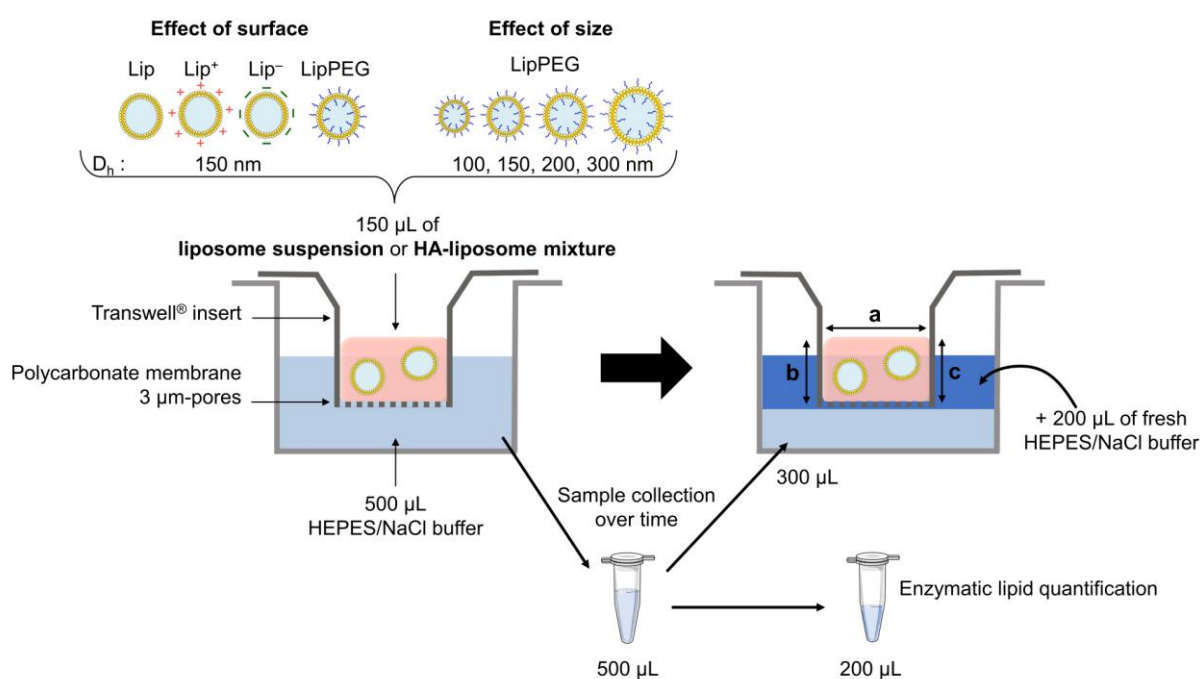 Effect of surface
Effect of size
Lip
Lip⁺
Lip⁻
LipPEG
LipPEG
D_h :
150 nm
100, 150, 200, 300 nm
150 µL of
liposome suspension or HA-liposome mixture
Transwell® insert
Polycarbonate membrane
3 µm-pores
a
b
c
+ 200 µL of fresh
HEPES/NaCl buffer
500 µL
HEPES/NaCl buffer
Sample collection
over time
300 µL
Enzymatic lipid quantification
500 µL
200 µL